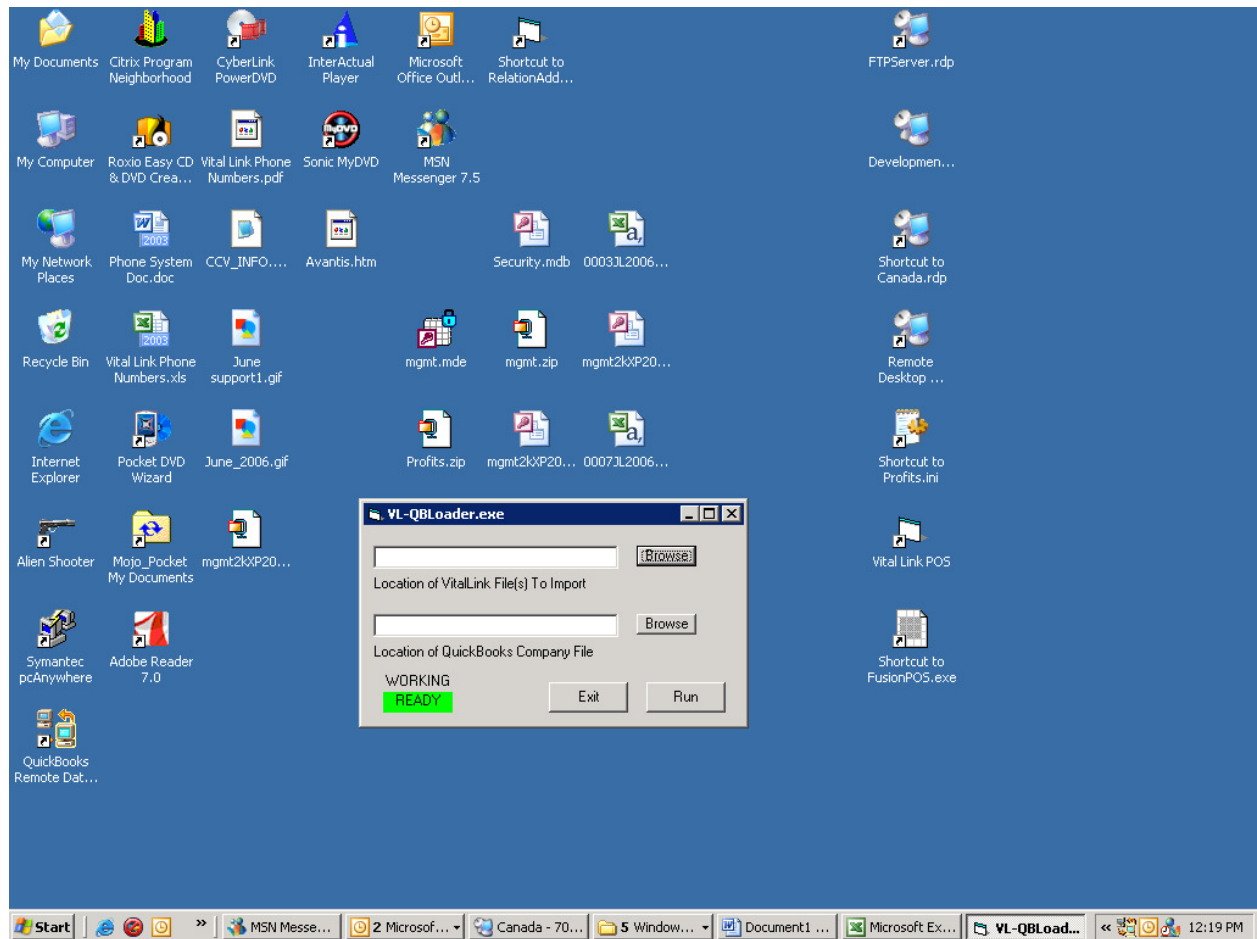 My Documents
Citrix Program
Neighborhood
CyberLink
PowerDVD
InterActual
Player
Microsoft
Office Outl...
Shortcut to
RelationAdd...
FTPServer.rdp
My Computer
Roxio Easy CD
& DVD Crea...
Vital Link Phone
Numbers.pdf
Sonic MyDVD
MSN
Messenger 7.5
Developmen...
My Network
Places
2003
Phone System
Doc.doc
CCV_INFO....
Avantis.htm
Security.mdb
0003JL2006...
Shortcut to
Canada.rdp
Recycle Bin
2003
Vital Link Phone
Numbers.xls
June
support1.gif
mgmt.mde
mgmt.zip
mgmt2kXP20...
Remote
Desktop ...
Internet
Explorer
Pocket DVD
Wizard
June_2006.gif
Profits.zip
mgmt2kXP20...
0007JL2006...
Shortcut to
Profits.ini
Alien Shooter
Mojo_Pocket
My Documents
mgmt2kXP20...
Vital Link POS
Symantec
pcAnywhere
Adobe Reader
7.0
Shortcut to
FusionPOS.exe
QuickBooks
Remote Dat...
VL-QBLoader.exe
Browse
Location of VitalLink File(s) To Import
Browse
Location of QuickBooks Company File
WORKING
READY
Exit
Run
Start
»
MSN Messe...
2 Microsof...
Canada - 70...
5 Window...
Document1 ...
Microsoft Ex...
VL-QBLoad...
«
12:19 PM